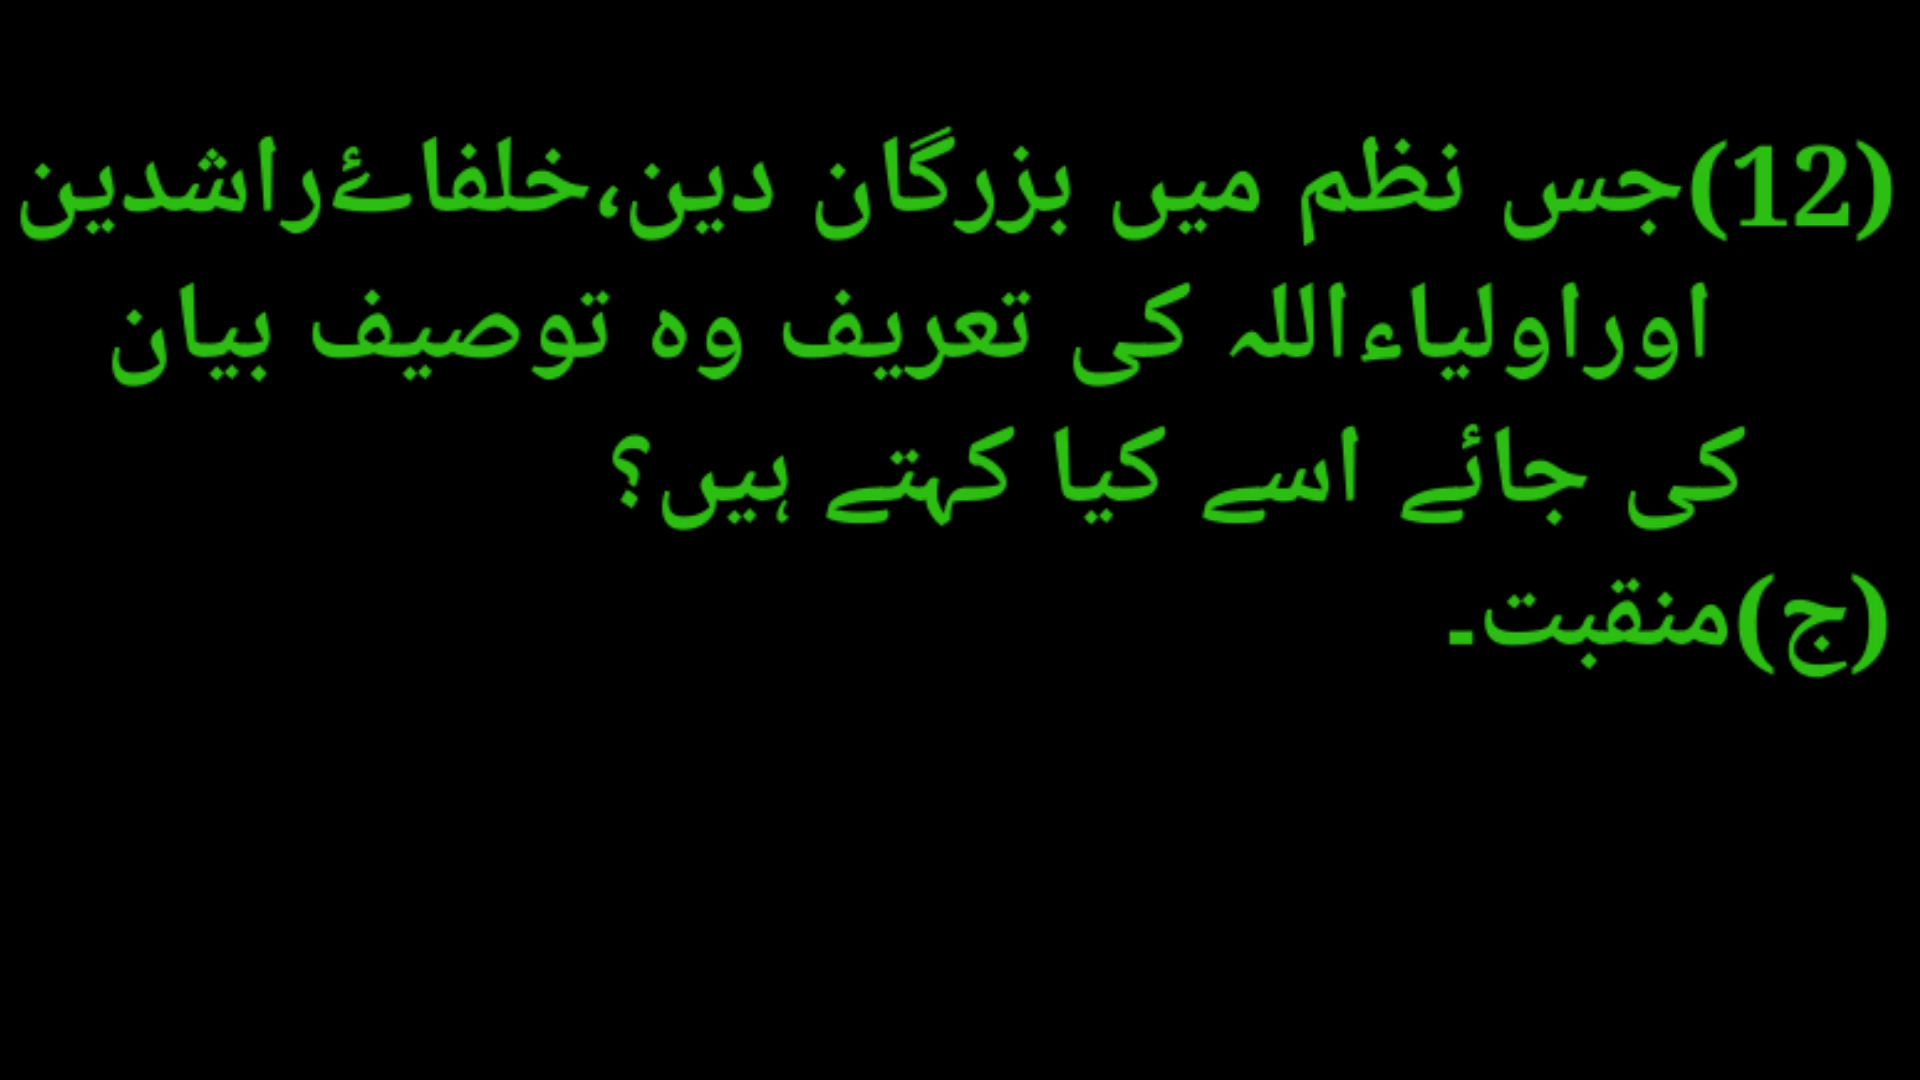 (12)جس نظم میں بزرگان دین،خلفاۓراشدین
اوراولیاءاللہ کی تعریف وہ توصیف بیان
کی جائے اسے کیا کہتے ہیں؟
(ج)منقبت۔